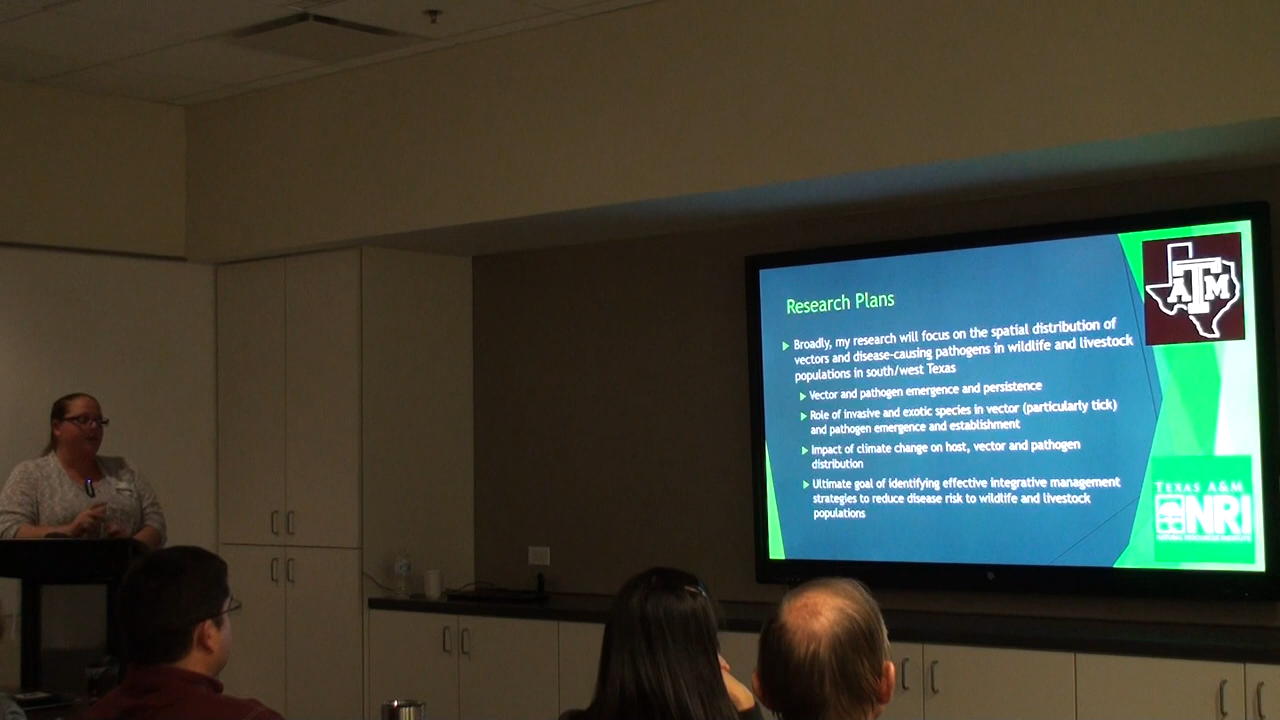 Research Plans
Broadly, my research will focus on the spatial distribution of
vectors and disease-causing pathogens in wildlife and livestock
populations in south/west Texas
Vector and pathogen emergence and persistence
Role of invasive and exotic species in vector (particularly tick)
and pathogen emergence and establishment
Impact of climate change on host, vector and pathogen
distribution
Ultimate goal of identifying effective integrative management
strategies to reduce disease risk to wildlife and livestock
populations
ATM
TEXAS A&M
NRI
NATURAL RESOURCES INSTITUTE